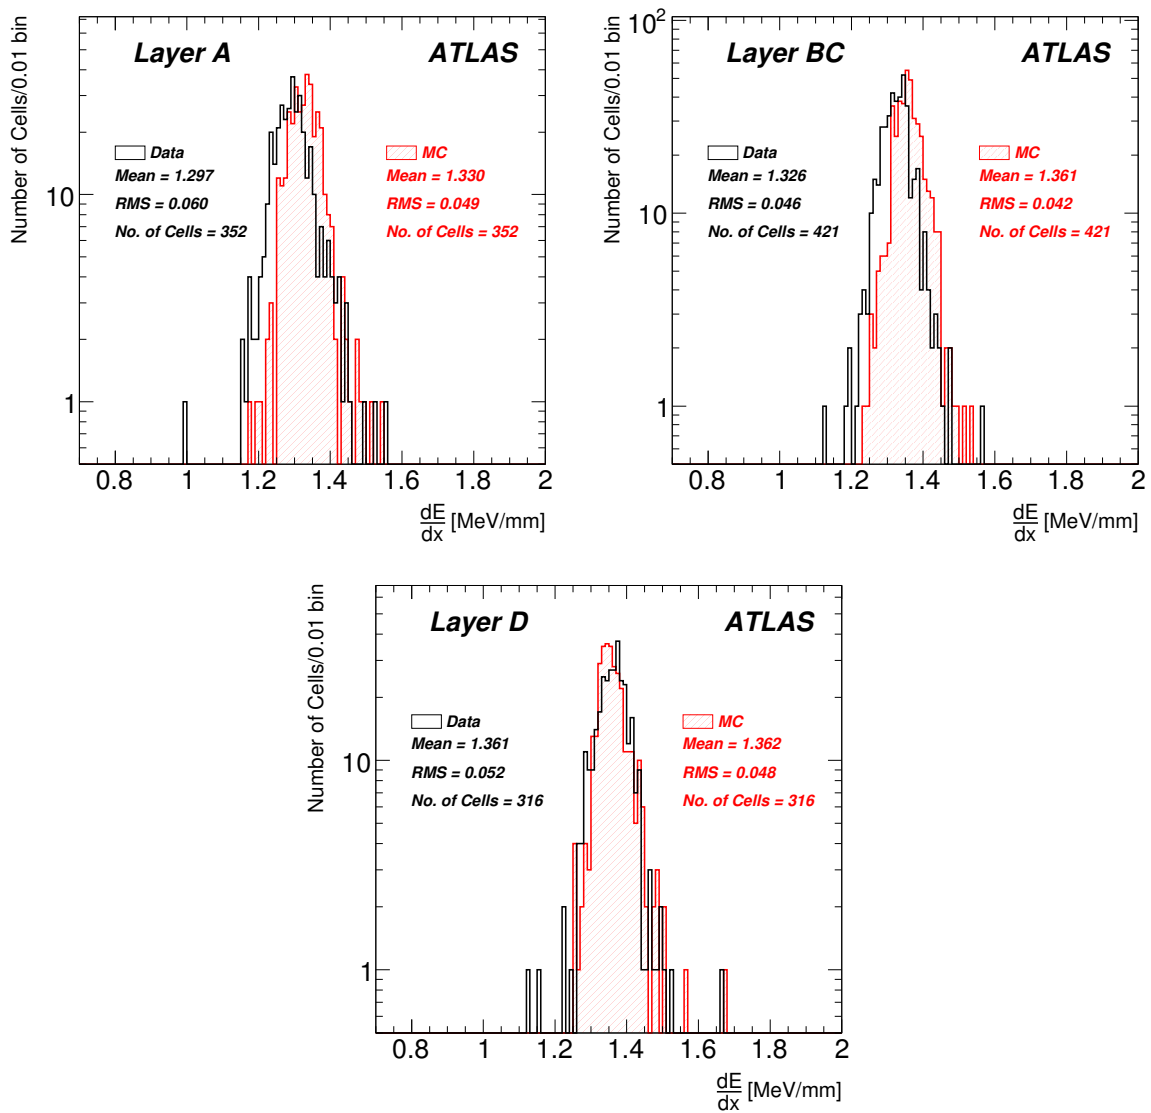 Number of Cells/0.01 bin
Layer A
ATLAS
Data
Mean = 1.297
RMS = 0.060
No. of Cells = 352
MC
Mean = 1.330
RMS = 0.049
No. of Cells = 352
10
1
0.8 1 1.2 1.4 1.6 1.8 2
dE/dx [MeV/mm]
Number of Cells/0.01 bin
Layer BC
ATLAS
Data
Mean = 1.326
RMS = 0.046
No. of Cells = 421
MC
Mean = 1.361
RMS = 0.042
No. of Cells = 421
10²
10
1
0.8 1 1.2 1.4 1.6 1.8 2
dE/dx [MeV/mm]
Number of Cells/0.01 bin
Layer D
ATLAS
Data
Mean = 1.361
RMS = 0.052
No. of Cells = 316
MC
Mean = 1.362
RMS = 0.048
No. of Cells = 316
10
1
0.8 1 1.2 1.4 1.6 1.8 2
dE/dx [MeV/mm]